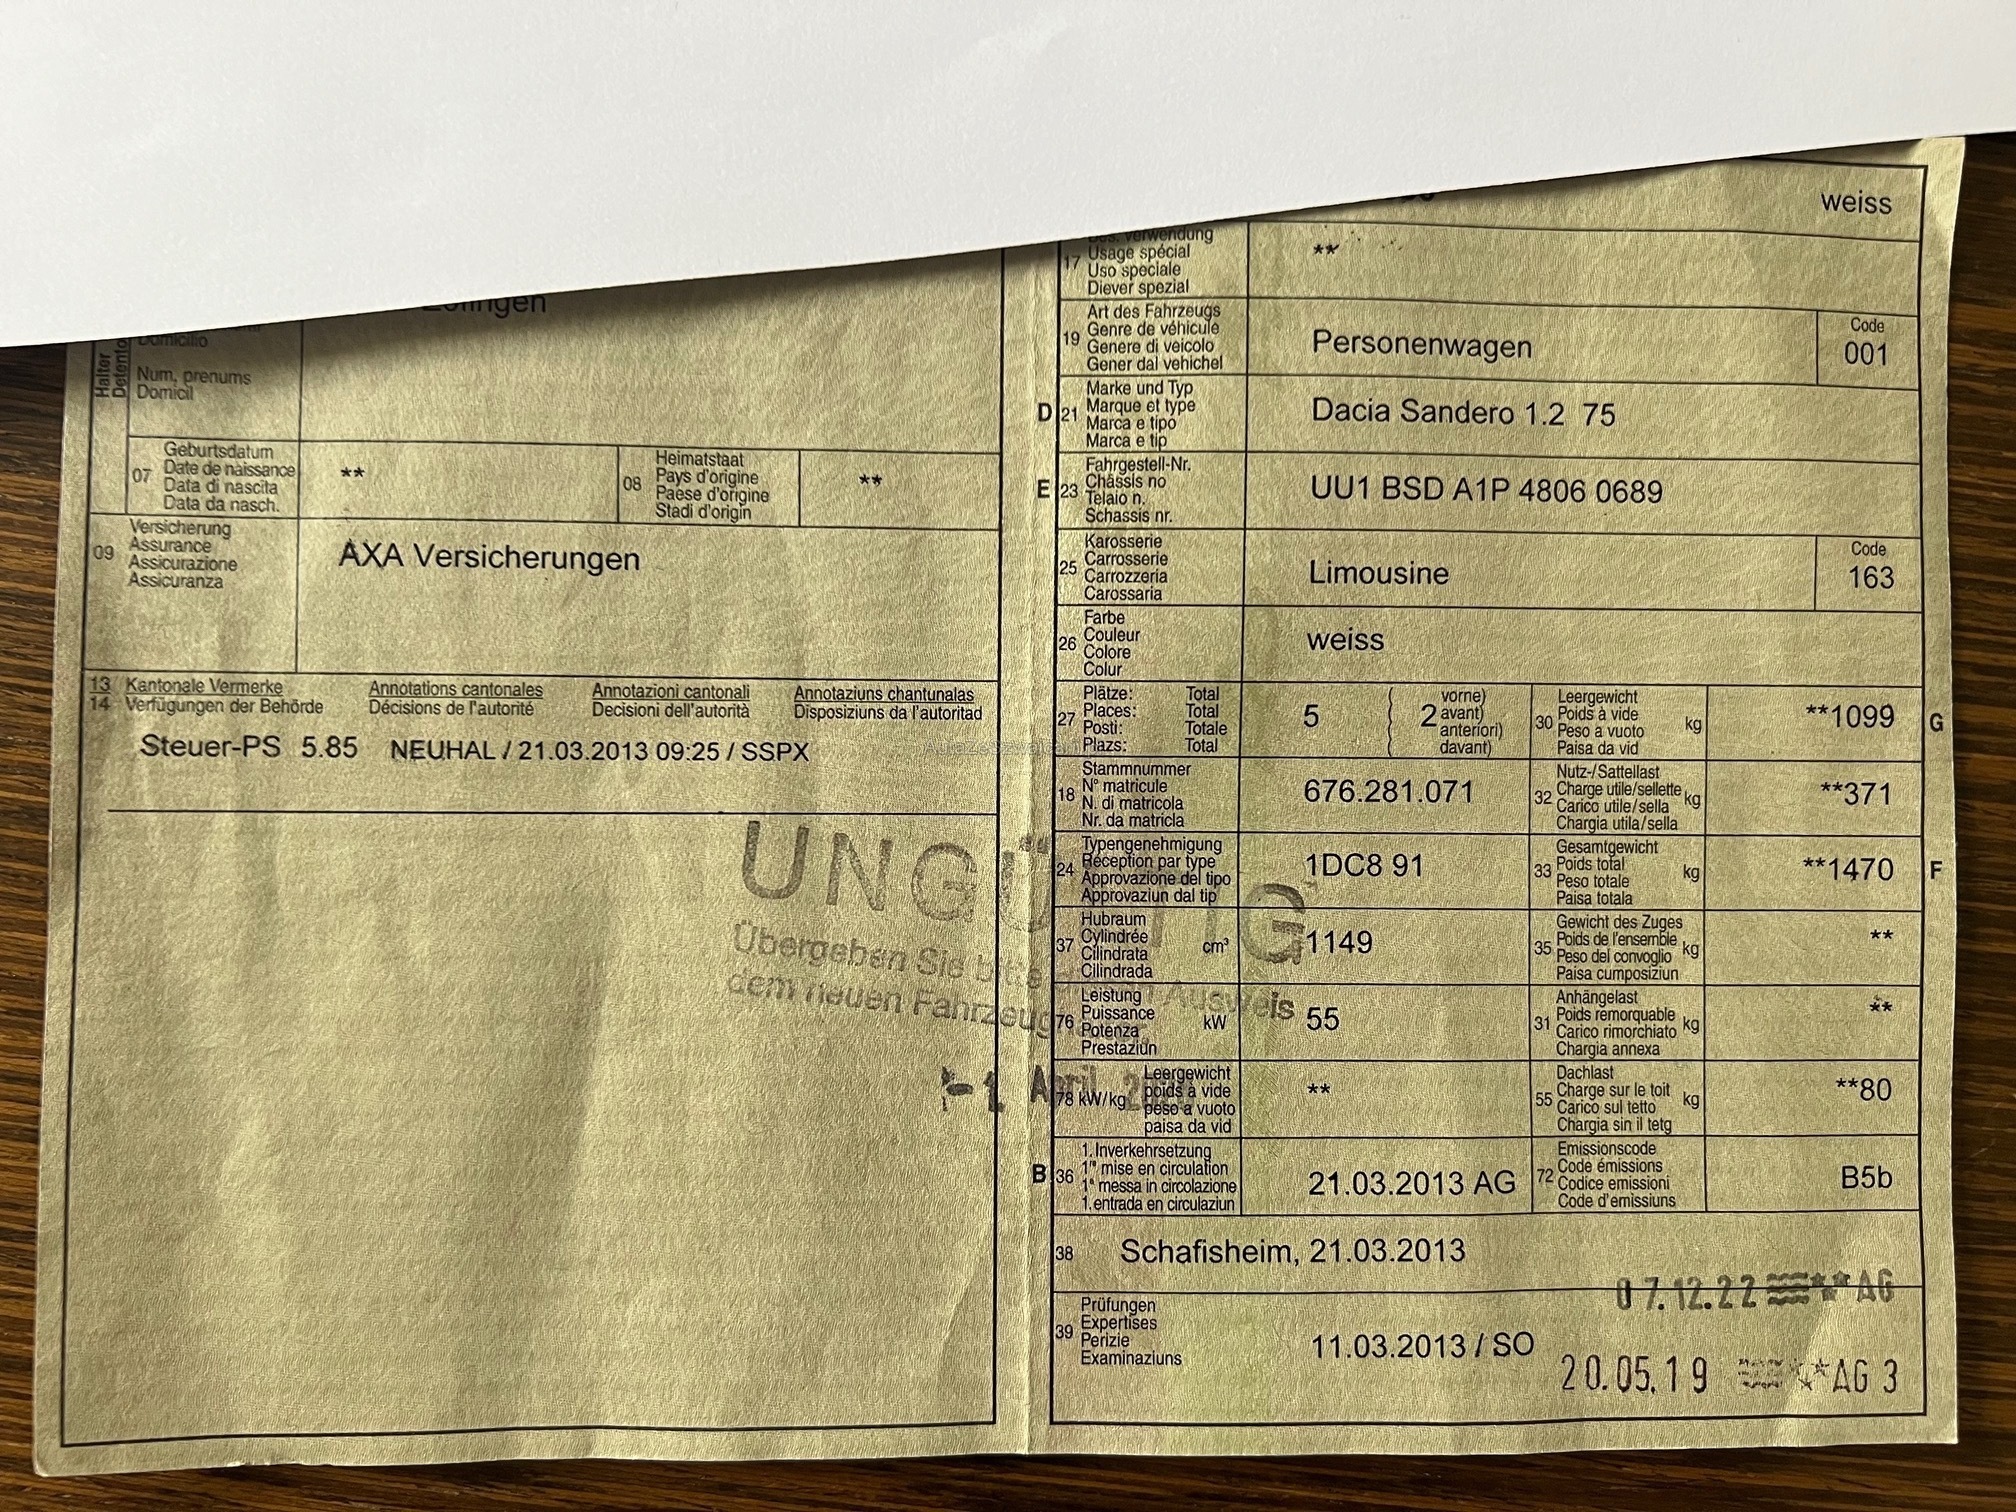 weiss
17
Usage spécial
Uso speciale
Diever spezial
**
19
Art des Fahrzeugs
Genre de véhicule
Genere di veicolo
Gener dal vehichel
Personenwagen
Code
001
D
21
Marke und Typ
Marque et type
Marca e tipo
Marca e tip
Dacia Sandero 1.2 75
E
23
Fahrgestell-Nr.
Châssis no
Telaio n.
Schassis nr.
UU1 BSD A1P 4806 0689
25
Karosserie
Carrosserie
Carrozzeria
Carossaria
Limousine
Code
163
26
Farbe
Couleur
Colore
Colur
weiss
27
Plätze: Total
Places: Total
Posti: Totale
Plazs: Total
5
( 2 vorne)
avant)
anteriori)
davant)
30
Leergewicht
Poids à vide
Peso a vuoto
Paisa da vid
kg
**1099
G
18
Stammnummer
N° matricule
N. di matricola
Nr. da matricla
676.281.071
32
Nutz-/Sattellast
Charge utile/sellette
Carico utile/sella
Chargia utila/sella
kg
**371
24
Typengenehmigung
Réception par type
Approvazione del tipo
Approvaziun dal tip
1DC8 91
33
Gesamtgewicht
Poids total
Peso totale
Paisa totala
kg
**1470
F
37
Hubraum
Cylindrée
Cilindrata
Cilindrada
cm³
1149
35
Gewicht des Zuges
Poids de l'ensemble
Peso del convoglio
Paisa cumposiziun
kg
**
76
Leistung
Puissance
Potenza
Prestaziun
kW
55
31
Anhängelast
Poids remorquable
Carico rimorchiato
Chargia annexa
kg
**
78 kW/kg
Leergewicht
poids à vide
peso a vuoto
paisa da vid
**
55
Dachlast
Charge sur le toit
Carico sul tetto
Chargia sin il tetg
kg
**80
B
36
1.Inverkehrsetzung
1re mise en circulation
1a messa in circolazione
1.entrada en circulaziun
21.03.2013 AG
72
Emissionscode
Code émissions
Codice emissioni
Code d'emissiuns
B5b
38
Schafisheim, 21.03.2013
07.12.22 ** AG
39
Prüfungen
Expertises
Perizie
Examinaziuns
11.03.2013 / SO
20.05.19 **AG 3
Halter
Domicilio
Num, prenums
Domicil
07
Geburtsdatum
Date de naissance
Data di nascita
Data da nasch.
**
08
Heimatstaat
Pays d'origine
Paese d'origine
Stadi d'origin
**
09
Versicherung
Assurance
Assicurazione
Assicuranza
AXA Versicherungen
13 Kantonale Vermerke Annotations cantonales Annotazioni cantonali Annotaziuns chantunalas
14 Verfügungen der Behörde Décisions de l'autorité Decisioni dell'autorità Disposiziuns da l'autoritad
Steuer-PS 5.85 NEUHAL / 21.03.2013 09:25 / SSPX
UNGÜLTIG
Übergeben Sie bitte Ausweis
dem neuen
1. April 2020